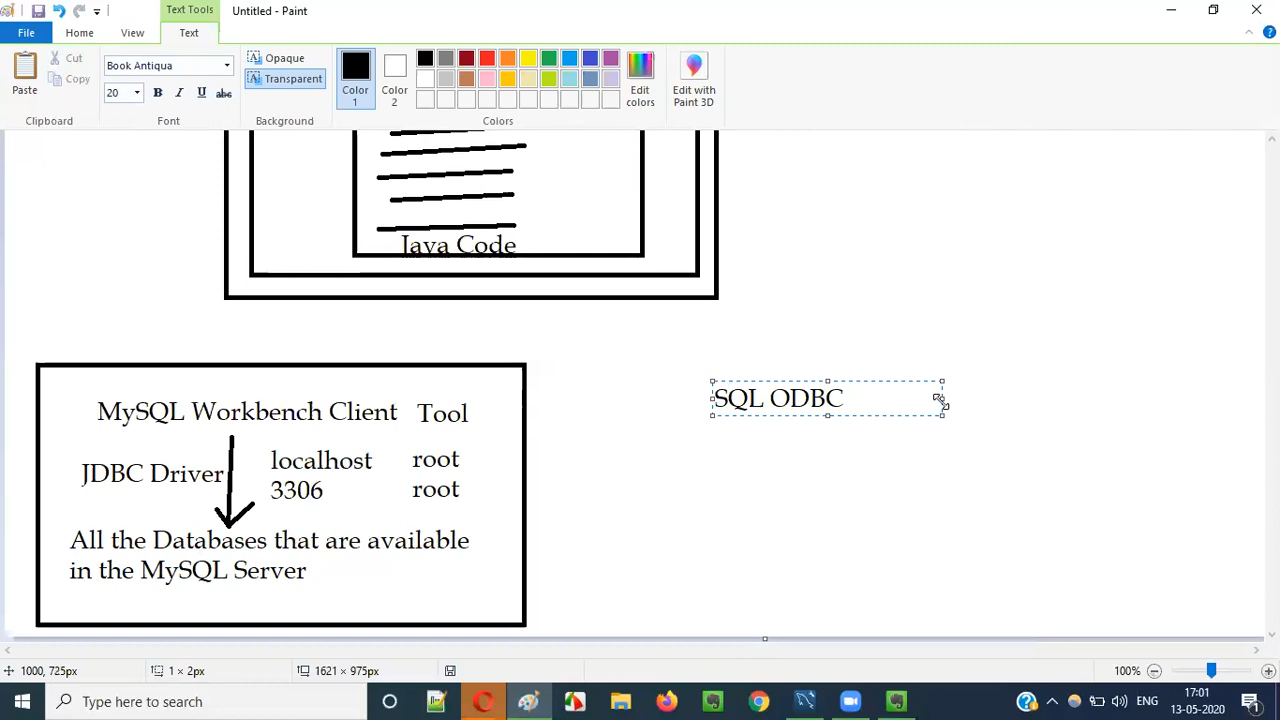 Text Tools
Untitled - Paint
File
Home
View
Text
Paste
Cut
Copy
Clipboard
Book Antiqua
20
B
I
U
abc
Font
Opaque
Transparent
Background
Color 1
Color 2
Edit colors
Colors
Edit with Paint 3D
Java Code
MySQL Workbench Client Tool
JDBC Driver
localhost root
3306 root
All the Databases that are available
in the MySQL Server
SQL ODBC
1000, 725px
1 × 2px
1621 × 975px
100%
Type here to search
ENG
17:01
13-05-2020
1